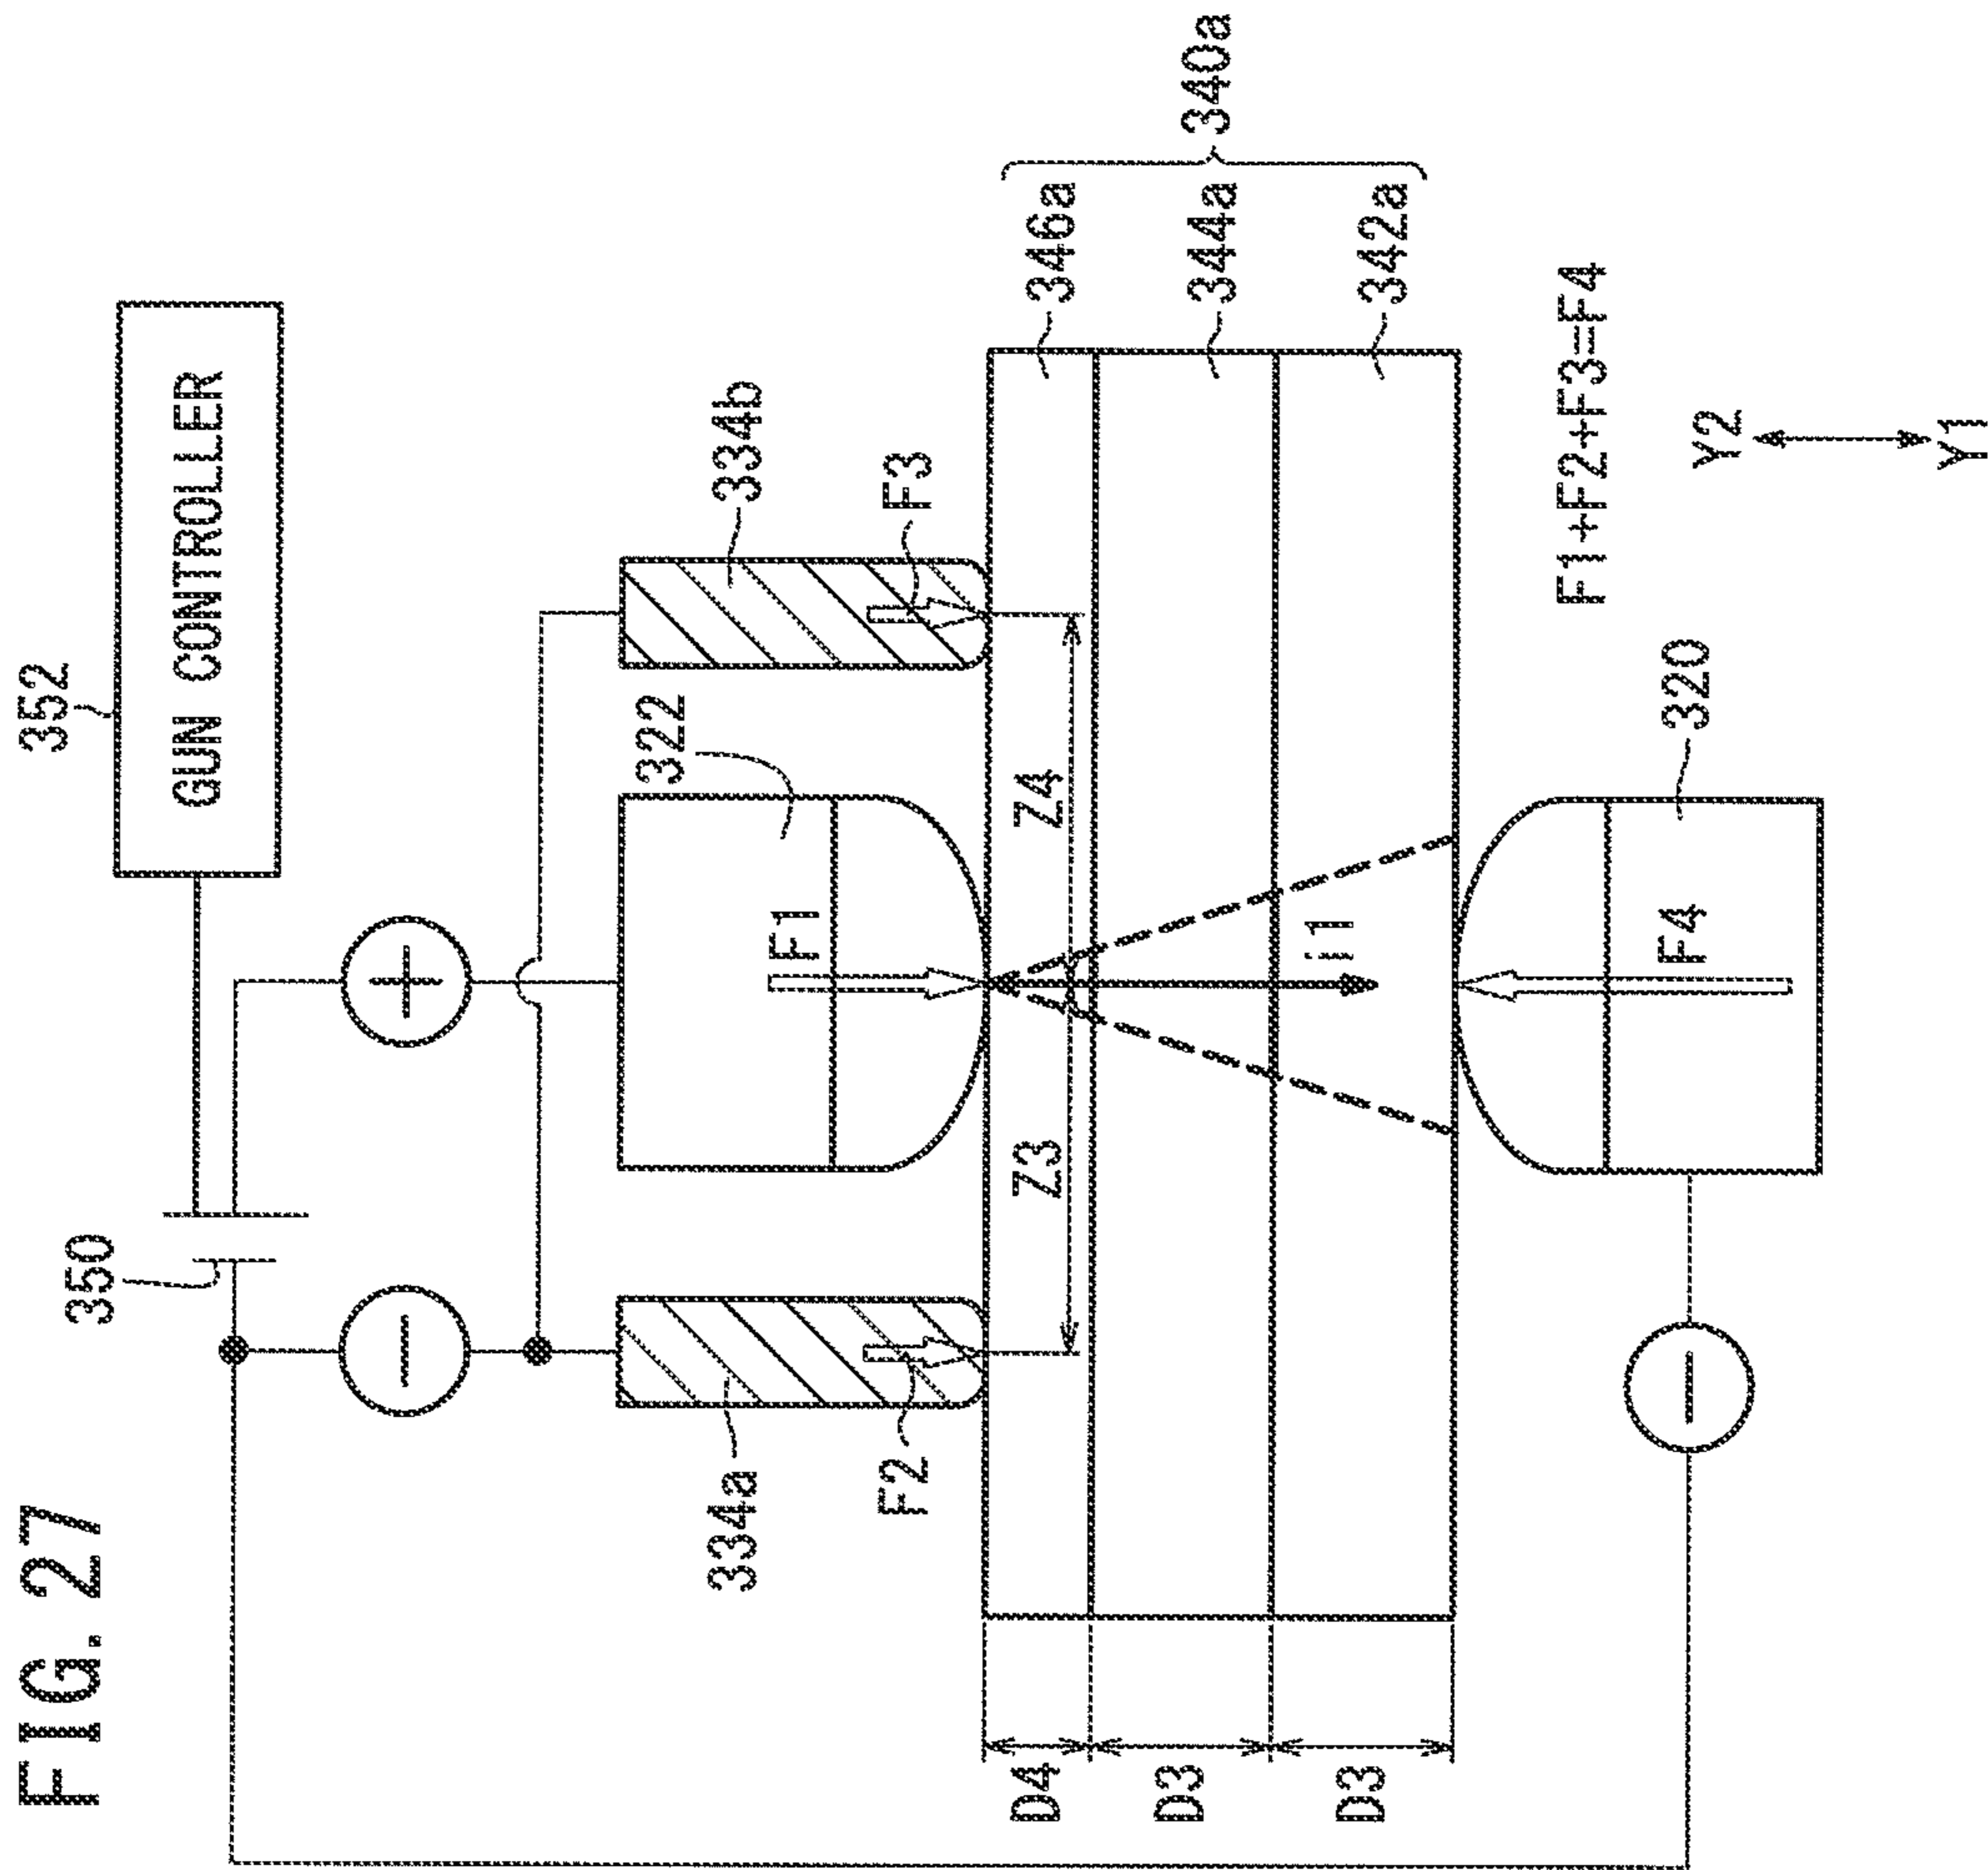 FIG. 27
352
GUN CONTROLLER
350
+
−
334a
322
334b
F1
F2
F3
Z3
Z4
340a
346a
344a
342a
D4
D3
D3
i1
F4
320
−
F1+F2+F3=F4
Y2
Y1